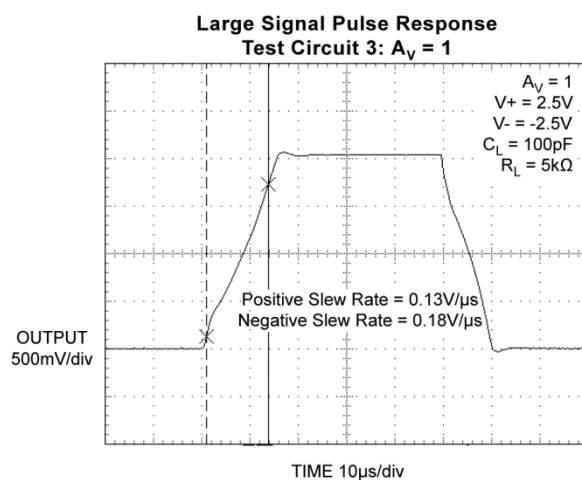 Large Signal Pulse Response
Test Circuit 3: AV = 1
AV = 1
V+ = 2.5V
V- = -2.5V
CL = 100pF
RL = 5kΩ
Positive Slew Rate = 0.13V/µs
Negative Slew Rate = 0.18V/µs
OUTPUT
500mV/div
TIME 10µs/div